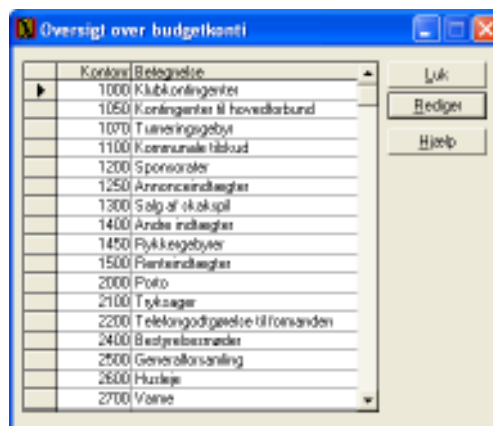 Oversigt over budgetkonti
Kontonr Betegnelse
1000 Klubkontingenter
1050 Kontingenter til hovedforbund
1070 Turneringsgebyr
1100 Kommunale tilskud
1200 Sponsorater
1250 Annonceindtægter
1300 Salg af skakspil
1400 Andre indtægter
1450 Rykkergebyrer
1500 Renteindtægter
2000 Porto
2100 Tryksager
2200 Telefongodtgørelse til formanden
2400 Bestyrelsesmøder
2500 Generalforsamling
2600 Husleje
2700 Varme
Luk
Rediger
Hjælp